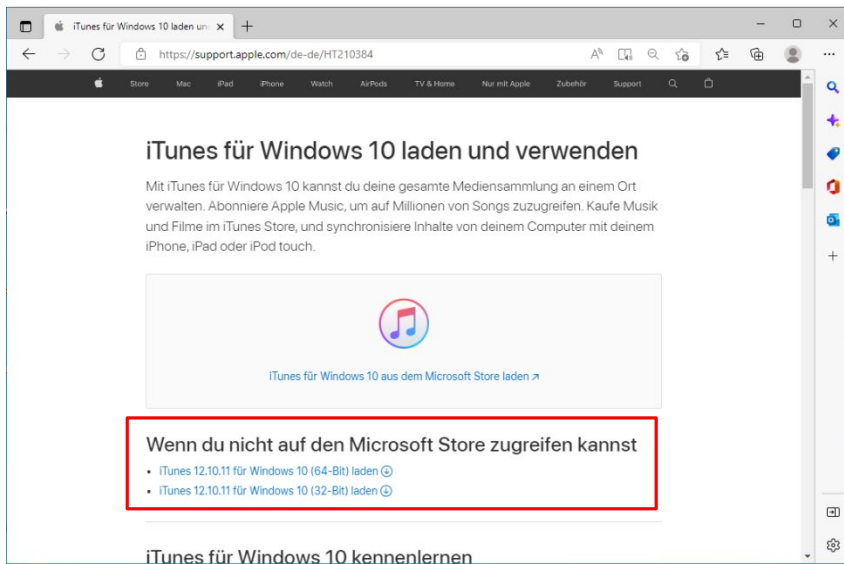 iTunes für Windows 10 laden un
https://support.apple.com/de-de/HT210384
Store Mac iPad iPhone Watch AirPods TV & Home Nur mit Apple Zubehör Support
iTunes für Windows 10 laden und verwenden
Mit iTunes für Windows 10 kannst du deine gesamte Mediensammlung an einem Ort
verwalten. Abonniere Apple Music, um auf Millionen von Songs zuzugreifen. Kaufe Musik
und Filme im iTunes Store, und synchronisiere Inhalte von deinem Computer mit deinem
iPhone, iPad oder iPod touch.
iTunes für Windows 10 aus dem Microsoft Store laden ↗
Wenn du nicht auf den Microsoft Store zugreifen kannst
• iTunes 12.10.11 für Windows 10 (64-Bit) laden
• iTunes 12.10.11 für Windows 10 (32-Bit) laden
iTunes für Windows 10 kennenlernen